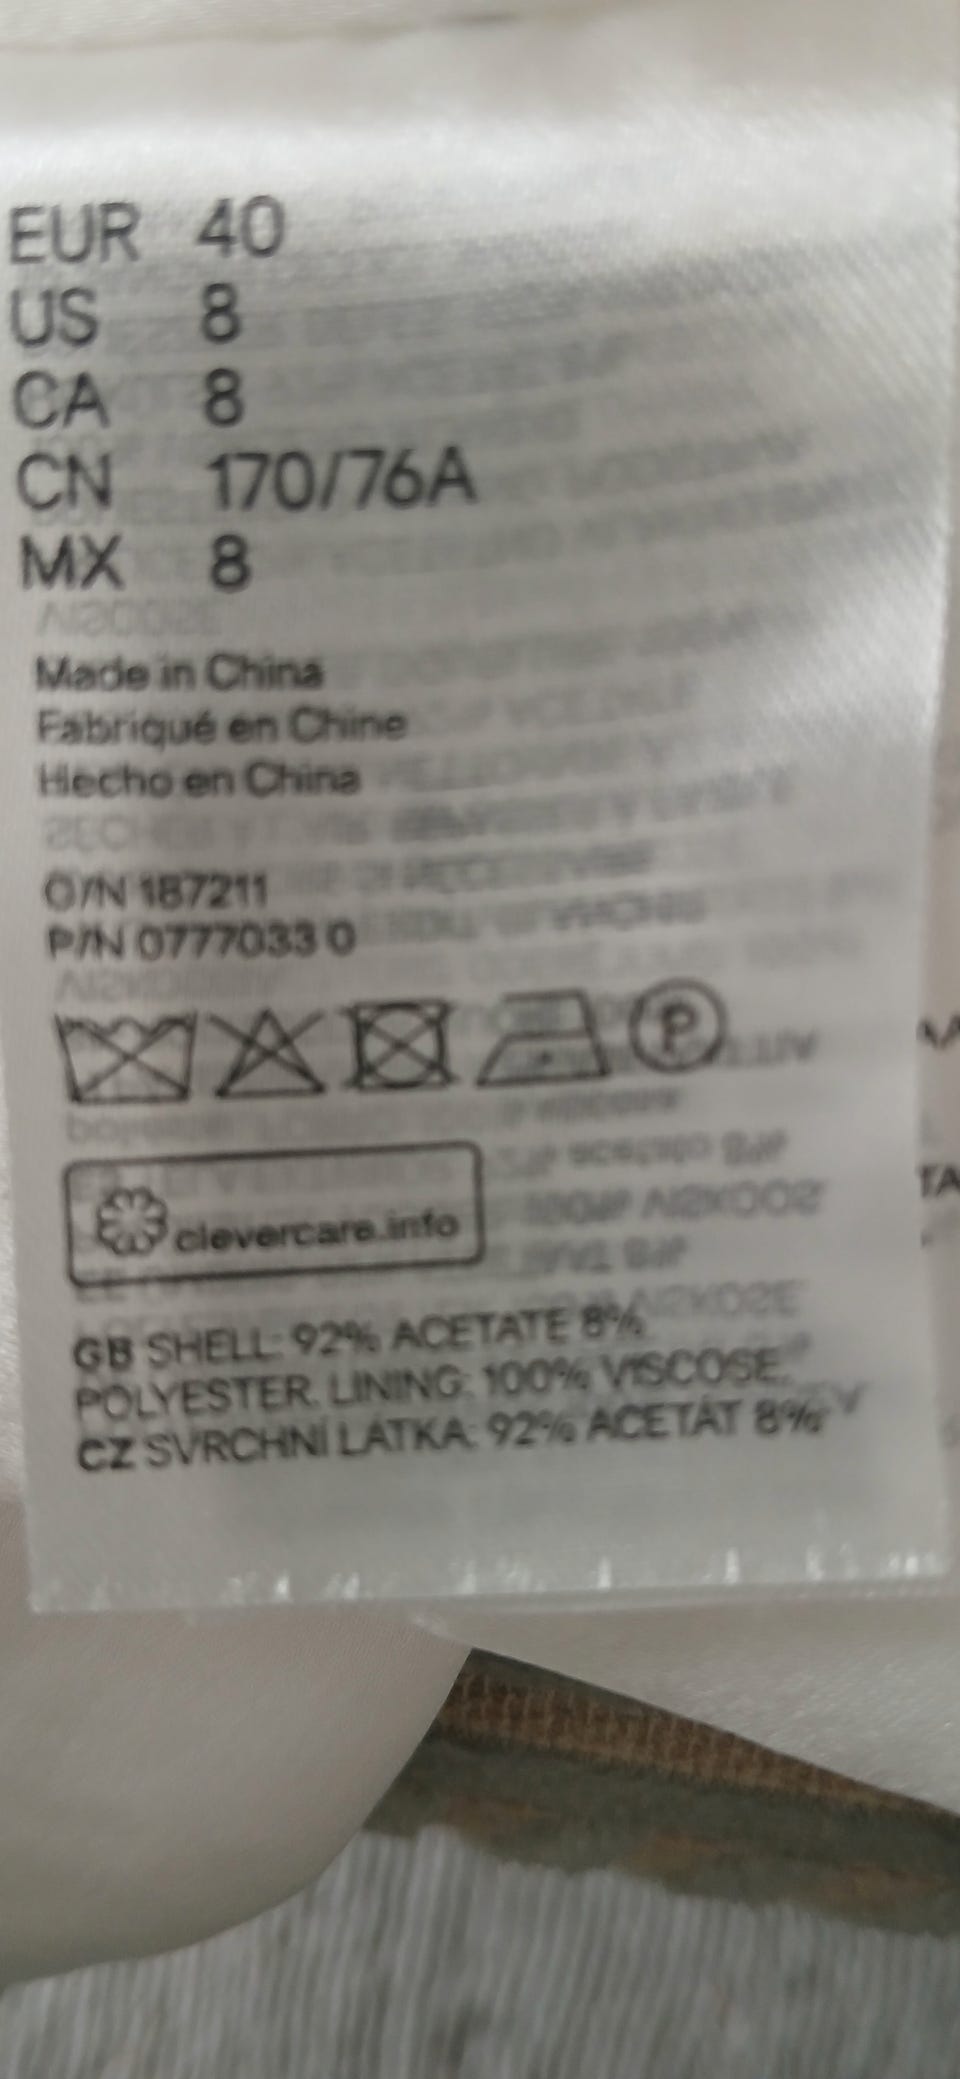 EUR 40
US 8
CA 8
CN 170/76A
MX 8
Made in China
Fabriqué en Chine
Hecho en China
O/N 187211
P/N 0777033 0
P
clevercare.info
GB SHELL: 92% ACETATE 8%
POLYESTER. LINING: 100% VISCOSE.
CZ SVRCHNÍ LÁTKA: 92% ACETÁT 8%